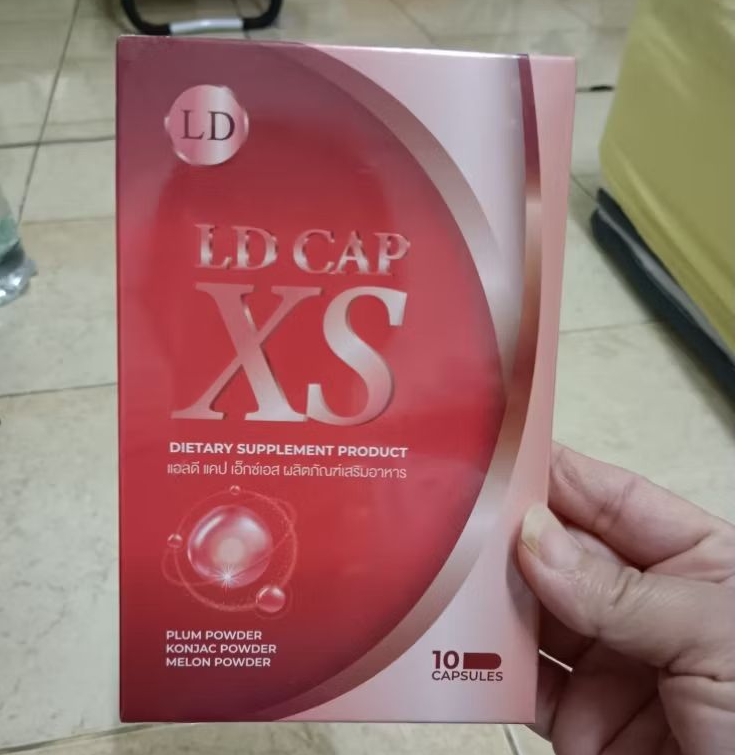 LD
LD CAP
XS
DIETARY SUPPLEMENT PRODUCT
แอลดี แคป เอ็กซ์เอส ผลิตภัณฑ์เสริมอาหาร
PLUM POWDER
KONJAC POWDER
MELON POWDER
10
CAPSULES